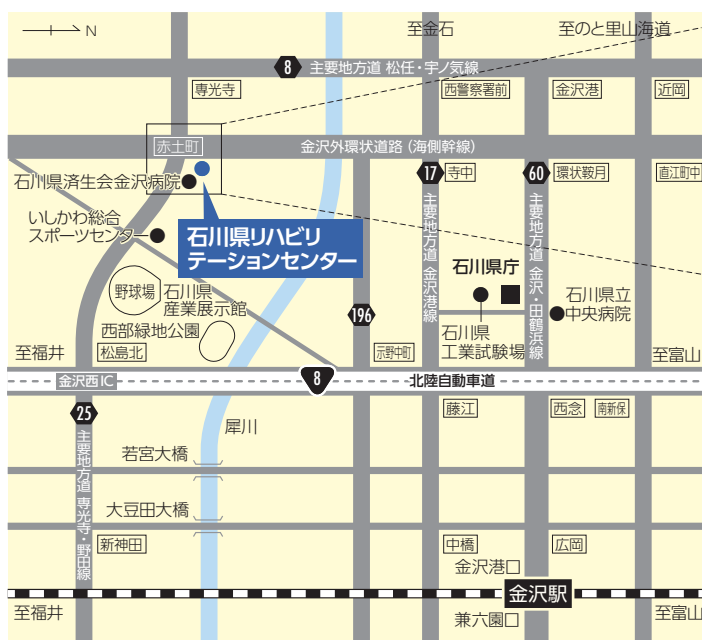 N
至金石
至のと里山海道
8
主要地方道 松任・宇ノ気線
専光寺
西警察署前
金沢港
近岡
赤土町
金沢外環状道路(海側幹線)
石川県済生会金沢病院
17
寺中
60
環状鞍月
直江町中
いしかわ総合
スポーツセンター
石川県リハビリ
テーションセンター
主要地方道 金沢港線
主要地方道 金沢・田鶴浜線
石川県庁
野球場
石川県
産業展示館
石川県立
中央病院
196
石川県
工業試験場
西部緑地公園
至福井
松島北
示野中町
至富山
金沢西IC
8
北陸自動車道
25
主要地方道 専光寺・野田線
藤江
西念
南新保
犀川
若宮大橋
大豆田大橋
新神田
中橋
広岡
金沢港口
金沢駅
至福井
兼六園口
至富山